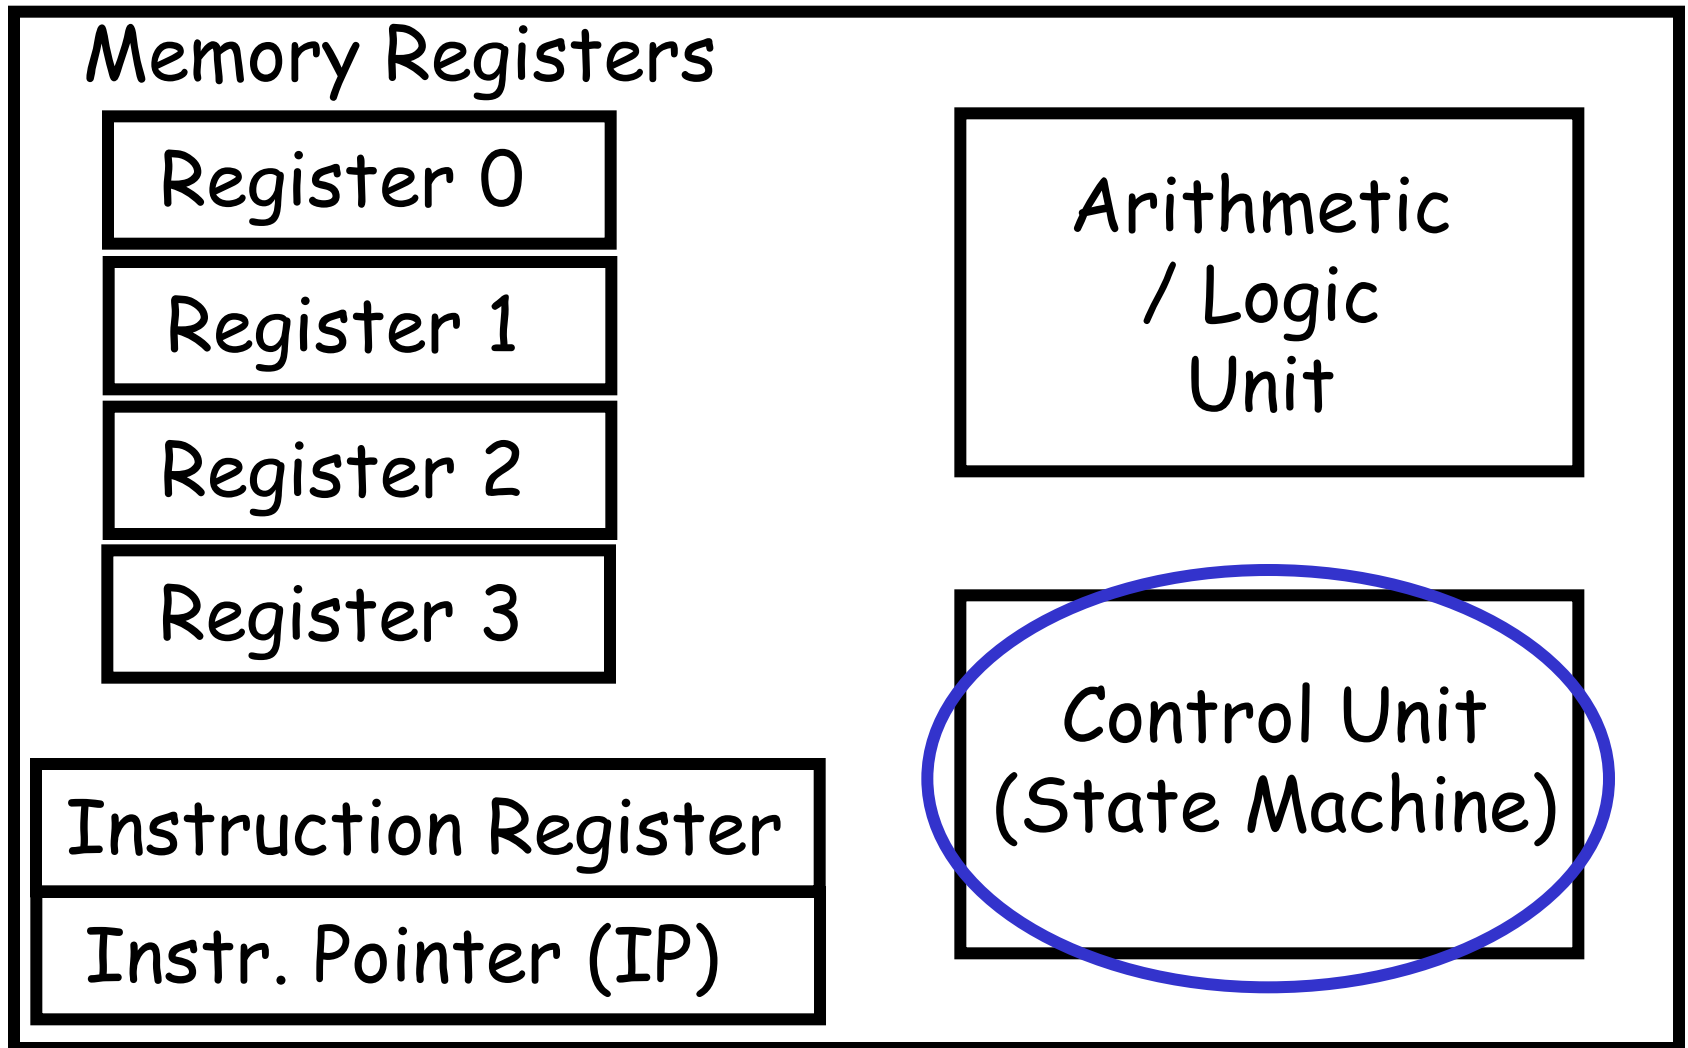 Memory Registers
Register 0
Register 1
Register 2
Register 3
Instruction Register
Instr. Pointer (IP)
Arithmetic
/ Logic
Unit
Control Unit
(State Machine)